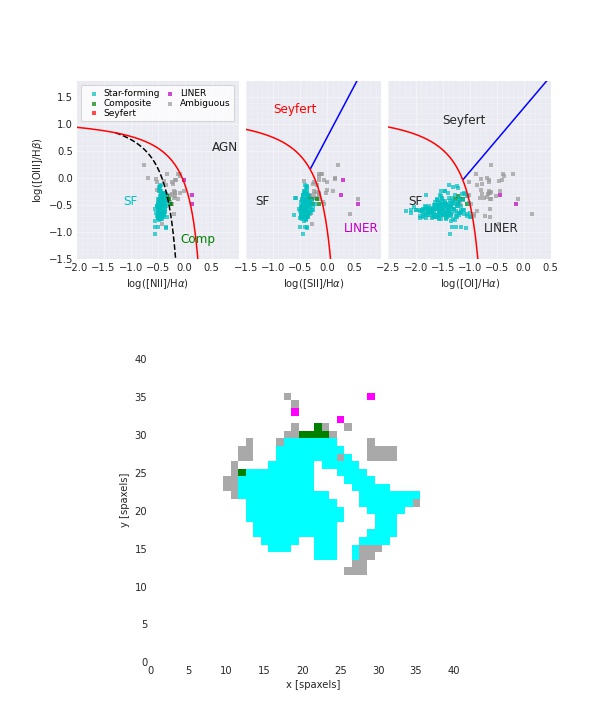 Star-forming LINER
Composite Ambiguous
Seyfert
1.5
1.0
0.5
0.0
−0.5
−1.0
−1.5
log([OIII]/Hβ)
AGN
SF
Comp
−2.0 −1.5 −1.0 −0.5 0.0 0.5
log([NII]/Hα)
Seyfert
SF
LINER
−1.5 −1.0 −0.5 0.0 0.5
log([SII]/Hα)
Seyfert
SF
LINER
−2.5 −2.0 −1.5 −1.0 −0.5 0.0 0.5
log([OI]/Hα)
40
35
30
25
20
15
10
5
0
y [spaxels]
0 5 10 15 20 25 30 35 40
x [spaxels]